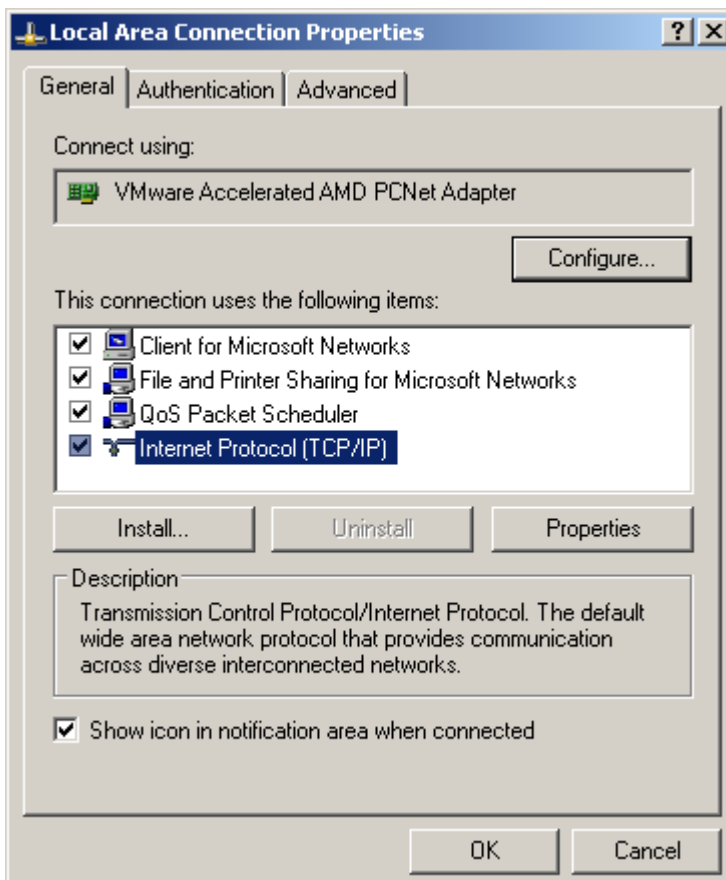 Local Area Connection Properties
General Authentication Advanced
Connect using:
VMware Accelerated AMD PCNet Adapter
Configure...
This connection uses the following items:
Client for Microsoft Networks
File and Printer Sharing for Microsoft Networks
QoS Packet Scheduler
Internet Protocol (TCP/IP)
Install... Uninstall Properties
Description
Transmission Control Protocol/Internet Protocol. The default
wide area network protocol that provides communication
across diverse interconnected networks.
Show icon in notification area when connected
OK Cancel